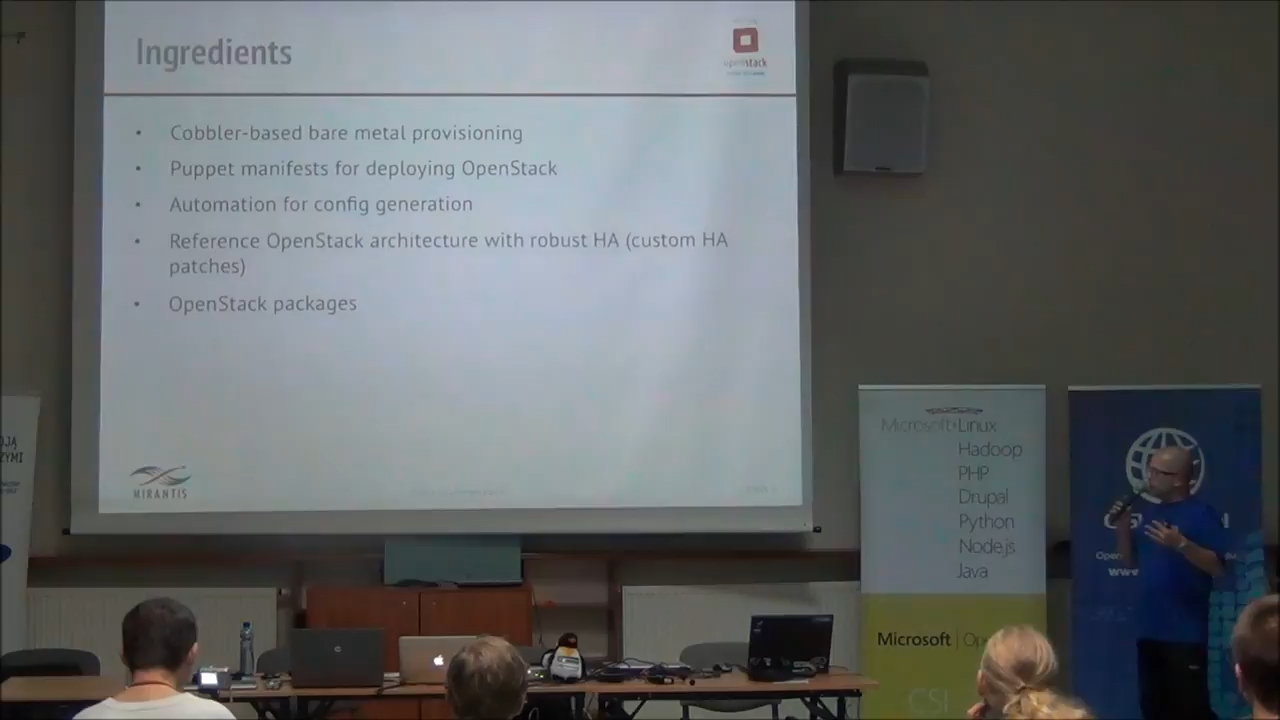 Ingredients
openstack
• Cobbler-based bare metal provisioning
• Puppet manifests for deploying OpenStack
• Automation for config generation
• Reference OpenStack architecture with robust HA (custom HA
patches)
• OpenStack packages
MIRANTIS
Microsoft+Linux
Hadoop
PHP
Drupal
Python
Node.js
Java
Microsoft
CSI
Open
www